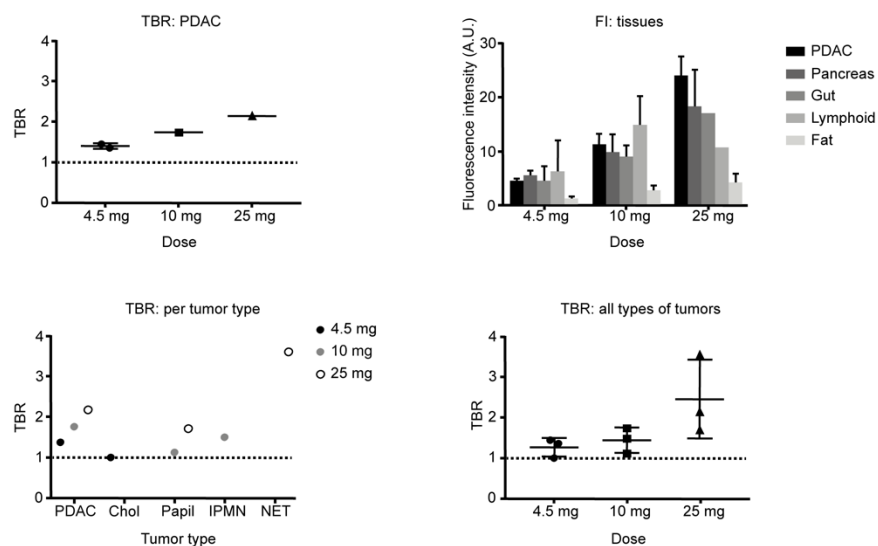 TBR: PDAC
4
3
2
1
0
TBR
4.5 mg 10 mg 25 mg
Dose
FI: tissues
30
20
10
0
Fluorescence intensity (A.U.)
4.5 mg 10 mg 25 mg
Dose
PDAC
Pancreas
Gut
Lymphoid
Fat
TBR: per tumor type
4
3
2
1
0
TBR
PDAC Chol Papil IPMN NET
Tumor type
4.5 mg
10 mg
25 mg
TBR: all types of tumors
4
3
2
1
0
TBR
4.5 mg 10 mg 25 mg
Dose